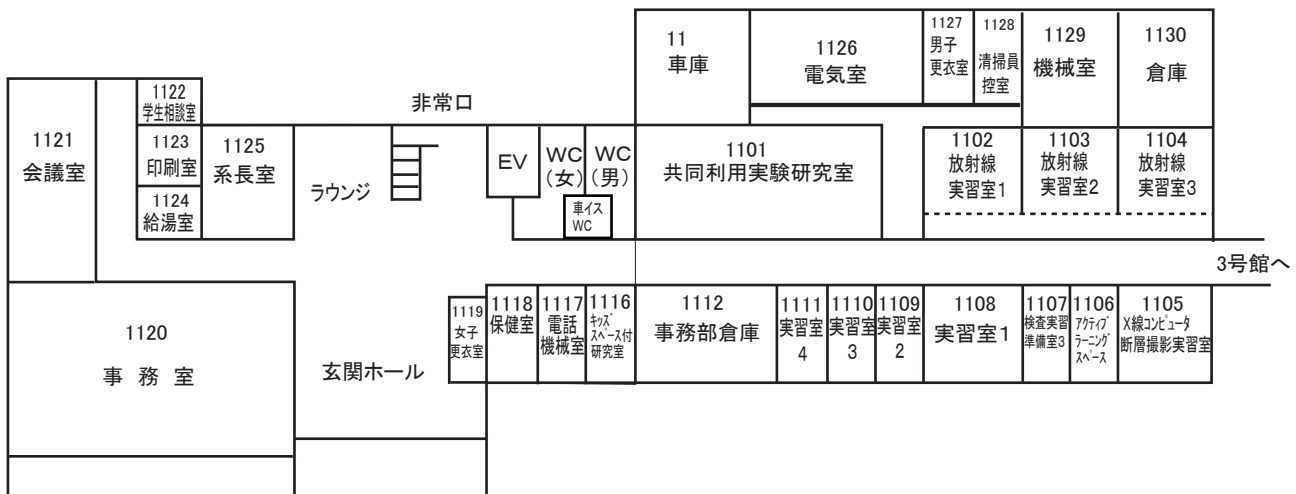 11
車庫
1126
電気室
1127
男子
更衣室
1128
清掃員
控室
1129
機械室
1130
倉庫
1122
学生相談室
非常口
1121
会議室
1123
印刷室
1125
系長室
1124
給湯室
ラウンジ
EV
WC
(女)
WC
(男)
車イス
WC
1101
共同利用実験研究室
1102
放射線
実習室1
1103
放射線
実習室2
1104
放射線
実習室3
3号館へ
1120
事 務 室
玄関ホール
1119
女子
更衣室
1118
保健室
1117
電話
機械室
1116
キッズ
スペース付
研究室
1112
事務部倉庫
1111
実習室
4
1110
実習室
3
1109
実習室
2
1108
実習室1
1107
検査実習
準備室3
1106
アクティブ
ラーニング
スペース
1105
X線コンピュータ
断層撮影実習室